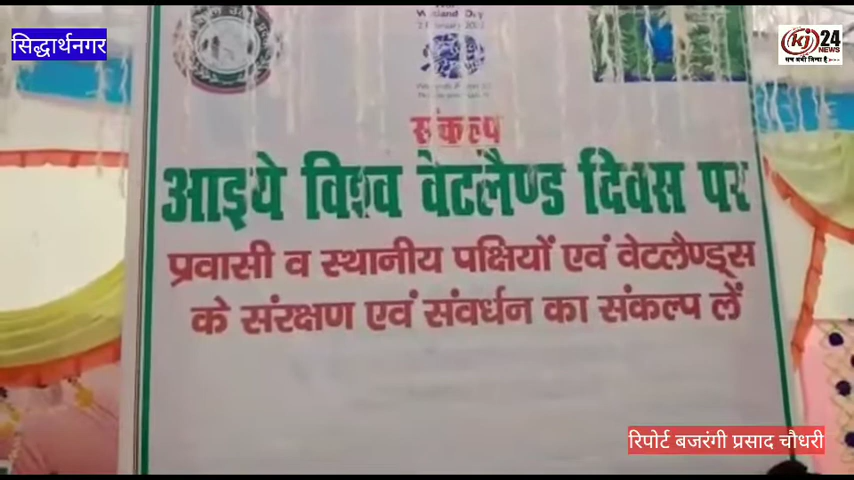 सिद्धार्थनगर
kj 24
NEWS
Wetland Day
संकल्प
आइये विश्व वेटलैण्ड दिवस पर
प्रवासी व स्थानीय पक्षियों एवं वेटलैण्ड्स
के संरक्षण एवं संवर्धन का संकल्प लें
रिपोर्ट बजरंगी प्रसाद चौधरी